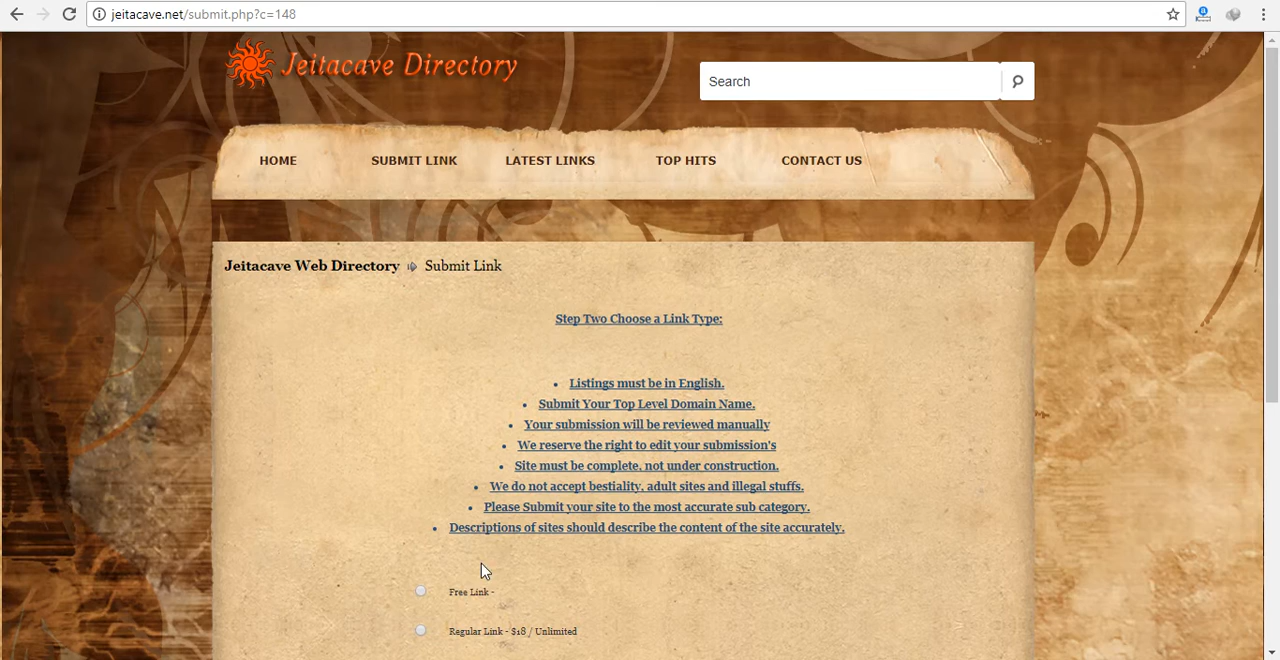 jeitacave.net/submit.php?c=148
Jeitacave Directory
Search
HOME SUBMIT LINK LATEST LINKS TOP HITS CONTACT US
Jeitacave Web Directory Submit Link
Step Two Choose a Link Type:
• Listings must be in English.
• Submit Your Top Level Domain Name.
• Your submission will be reviewed manually
• We reserve the right to edit your submission's
• Site must be complete, not under construction.
• We do not accept bestiality, adult sites and illegal stuffs.
• Please Submit your site to the most accurate sub category.
• Descriptions of sites should describe the content of the site accurately.
Free Link -
Regular Link - $18 / Unlimited